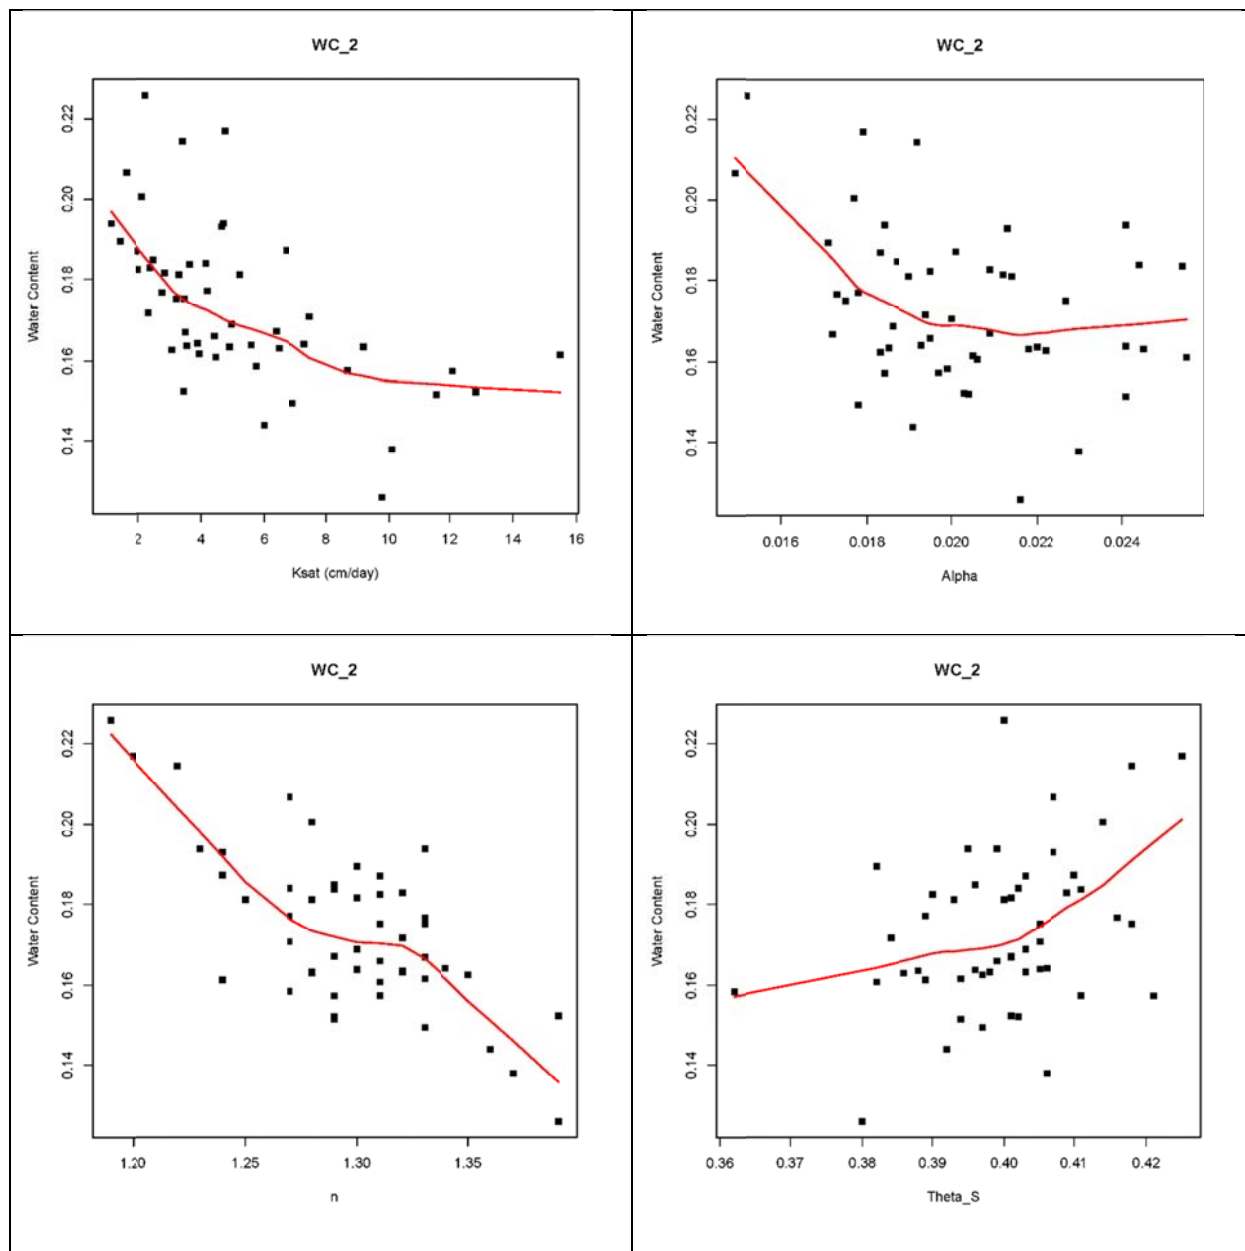 WC_2
Water Content
0.22
0.20
0.18
0.16
0.14
2 4 6 8 10 12 14 16
Ksat (cm/day)
WC_2
Water Content
0.22
0.20
0.18
0.16
0.14
0.016 0.018 0.020 0.022 0.024
Alpha
WC_2
Water Content
0.22
0.20
0.18
0.16
0.14
1.20 1.25 1.30 1.35
n
WC_2
Water Content
0.22
0.20
0.18
0.16
0.14
0.36 0.37 0.38 0.39 0.40 0.41 0.42
Theta_S